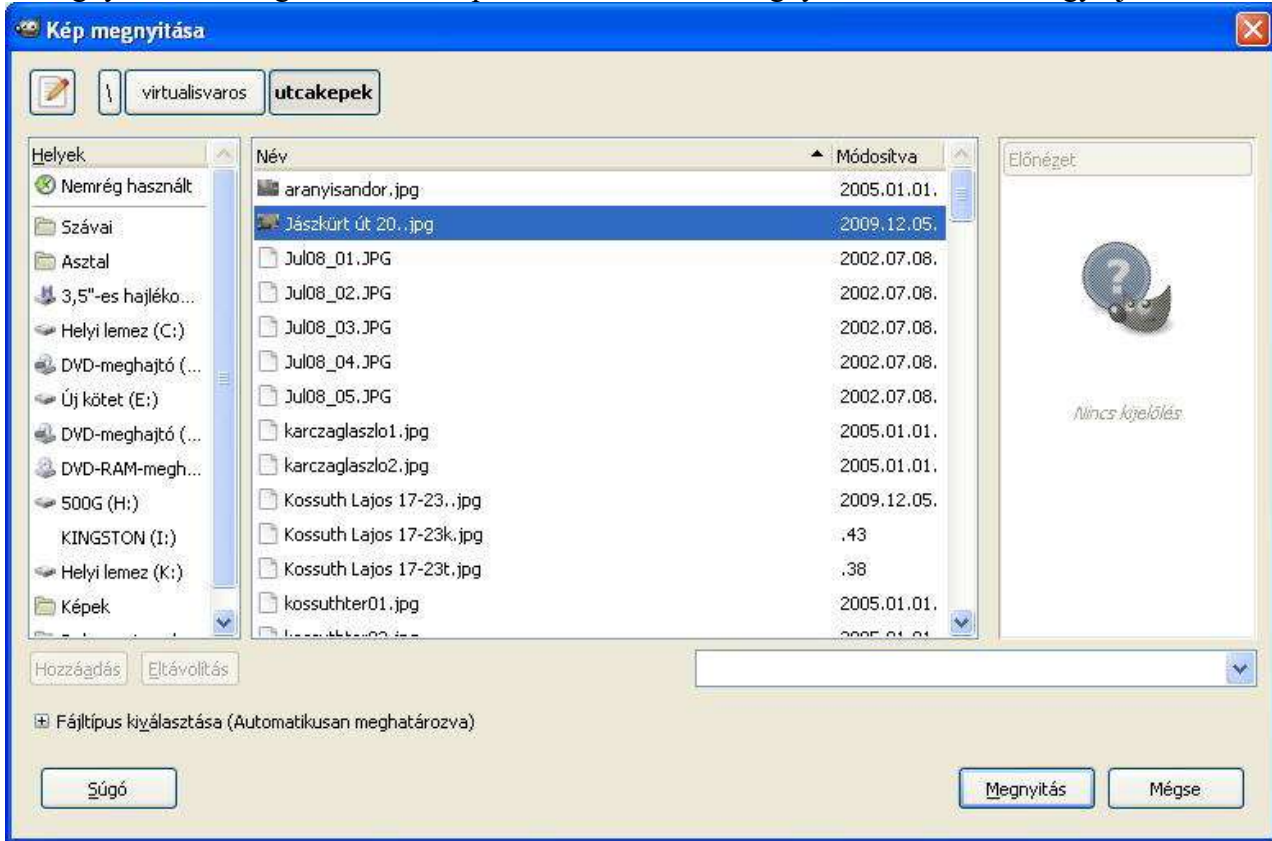 Kép megnyitása
\ virtualisvaros utcakepek
Helyek
Nemrég használt
Szávai
Asztal
3,5"-es hajléko...
Helyi lemez (C:)
DVD-meghajtó (...
Új kötet (E:)
DVD-meghajtó (...
DVD-RAM-megh...
500G (H:)
KINGSTON (I:)
Helyi lemez (K:)
Képek
Név Módosítva
aranyisandor.jpg 2005.01.01.
Jászkürt út 20..jpg 2009.12.05.
Jul08_01.JPG 2002.07.08.
Jul08_02.JPG 2002.07.08.
Jul08_03.JPG 2002.07.08.
Jul08_04.JPG 2002.07.08.
Jul08_05.JPG 2002.07.08.
karczaglaszlo1.jpg 2005.01.01.
karczaglaszlo2.jpg 2005.01.01.
Kossuth Lajos 17-23..jpg 2009.12.05.
Kossuth Lajos 17-23k.jpg .43
Kossuth Lajos 17-23t.jpg .38
kossuthter01.jpg 2005.01.01.
Előnézet
Nincs kijelölés
Hozzáadás Eltávolítás
Fájltípus kiválasztása (Automatikusan meghatározva)
Súgó Megnyitás Mégse